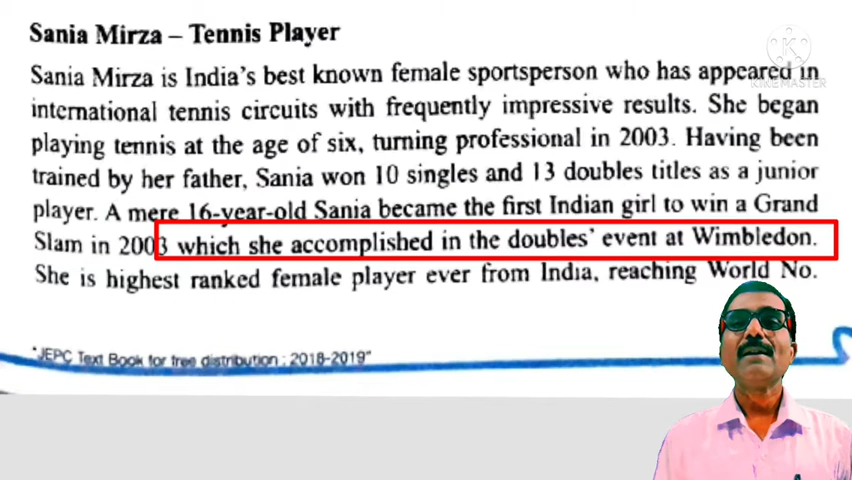 Sania Mirza – Tennis Player
KINEMASTER
Sania Mirza is India's best known female sportsperson who has appeared in
international tennis circuits with frequently impressive results. She began
playing tennis at the age of six, turning professional in 2003. Having been
trained by her father, Sania won 10 singles and 13 doubles titles as a junior
player. A mere 16-year-old Sania became the first Indian girl to win a Grand
Slam in 2003 which she accomplished in the doubles' event at Wimbledon.
She is highest ranked female player ever from India, reaching World No.
"JEPC Text Book for free distribution : 2018-2019"